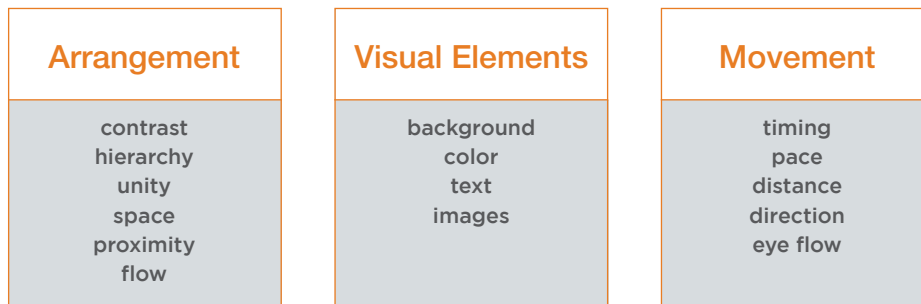 Arrangement
contrast
hierarchy
unity
space
proximity
flow
Visual Elements
background
color
text
images
Movement
timing
pace
distance
direction
eye flow